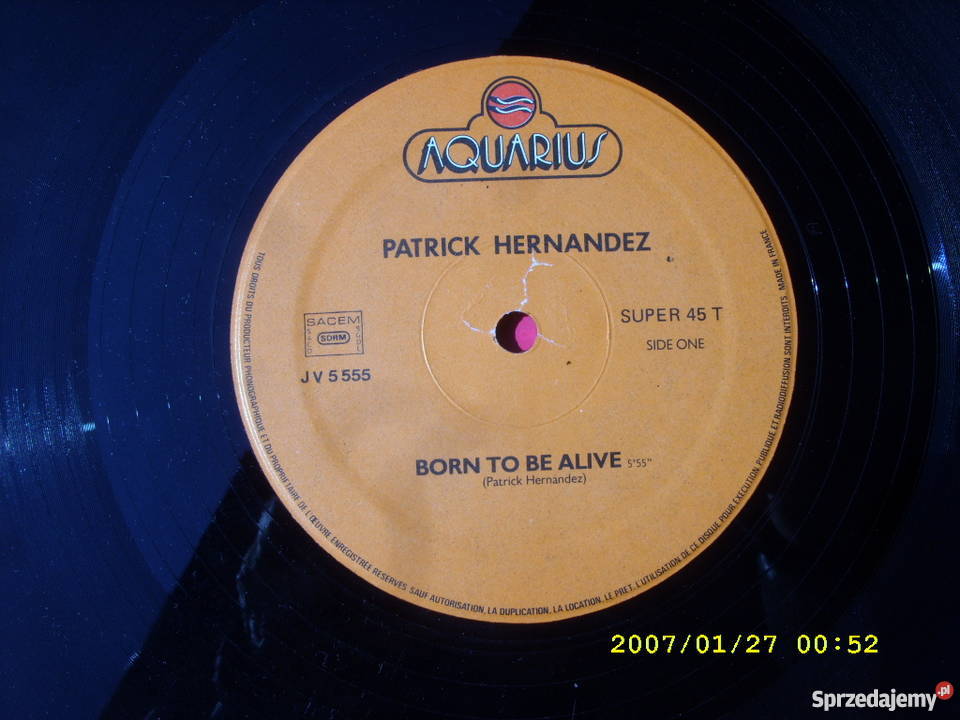 AQUARIUS
PATRICK HERNANDEZ
SACEM
SDRM
JV 5 555
SUPER 45 T
SIDE ONE
BORN TO BE ALIVE 5'55"
(Patrick Hernandez)
TOUS DROITS DU PRODUCTEUR PHONOGRAPHIQUE ET DU PROPRIETAIRE DE L'ŒUVRE ENREGISTRÉE RESERVES SAUF AUTORISATION, LA DUPLICATION, LA LOCATION, LE PRET, L'UTILISATION DE CE DISQUE POUR EXECUTION PUBLIQUE ET RADIODIFFUSION SONT INTERDITS MADE IN FRANCE
2007/01/27 00:52
Sprzedajemy.pl